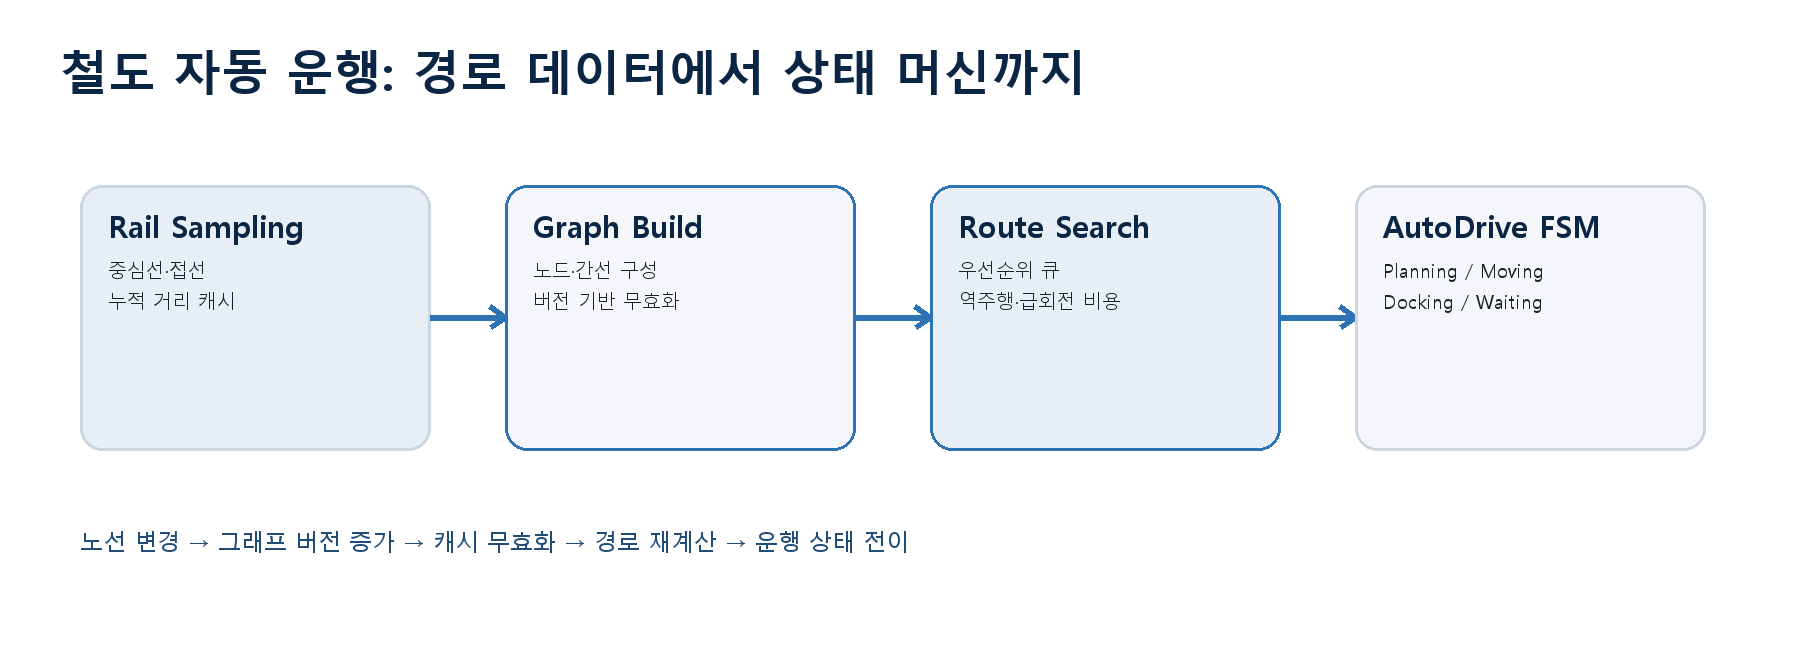 철도 자동 운행: 경로 데이터에서 상태 머신까지
Rail Sampling
중심선·접선
누적 거리 캐시
Graph Build
노드·간선 구성
버전 기반 무효화
Route Search
우선순위 큐
역주행·급회전 비용
AutoDrive FSM
Planning / Moving
Docking / Waiting
노선 변경 → 그래프 버전 증가 → 캐시 무효화 → 경로 재계산 → 운행 상태 전이